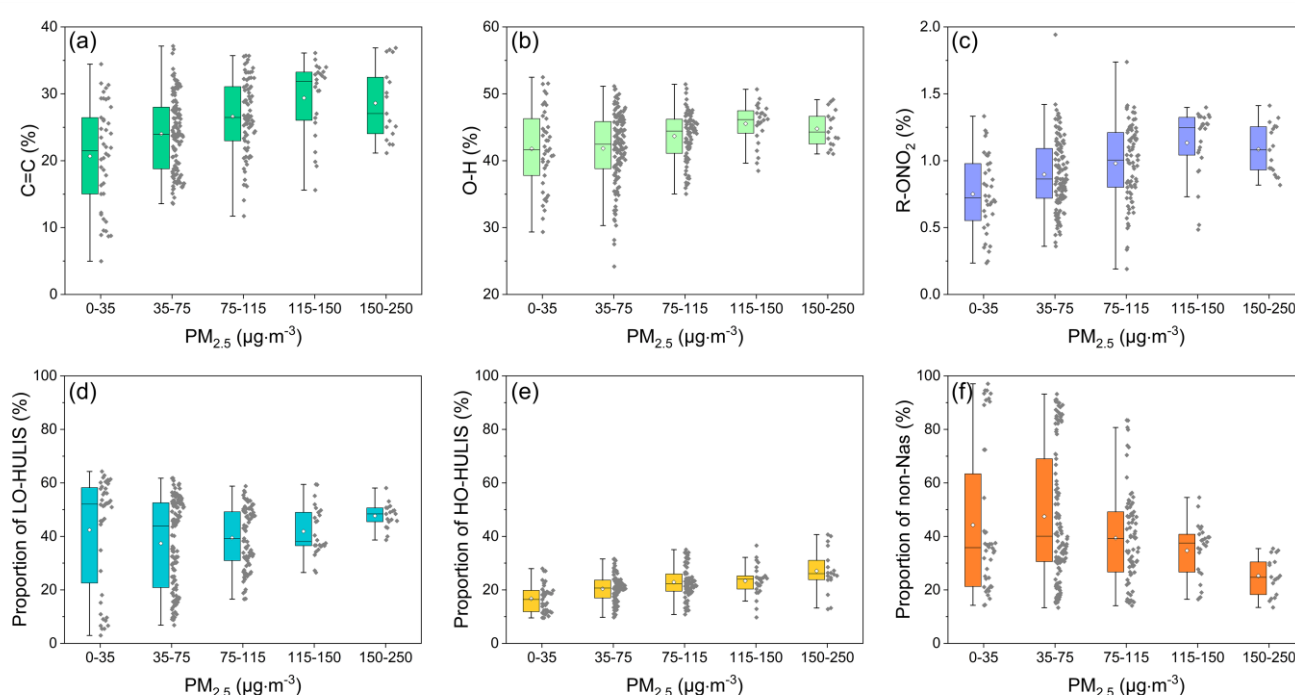 (a)
C=C (%)
40
30
20
10
0
0-35 35-75 75-115 115-150 150-250
PM2.5 (μg·m-3)
(b)
O-H (%)
60
50
40
30
20
0-35 35-75 75-115 115-150 150-250
PM2.5 (μg·m-3)
(c)
R-ONO2 (%)
2.0
1.5
1.0
0.5
0.0
0-35 35-75 75-115 115-150 150-250
PM2.5 (μg·m-3)
(d)
Proportion of LO-HULIS (%)
100
80
60
40
20
0
0-35 35-75 75-115 115-150 150-250
PM2.5 (μg·m-3)
(e)
Proportion of HO-HULIS (%)
100
80
60
40
20
0
0-35 35-75 75-115 115-150 150-250
PM2.5 (μg·m-3)
(f)
Proportion of non-Nas (%)
100
80
60
40
20
0
0-35 35-75 75-115 115-150 150-250
PM2.5 (μg·m-3)